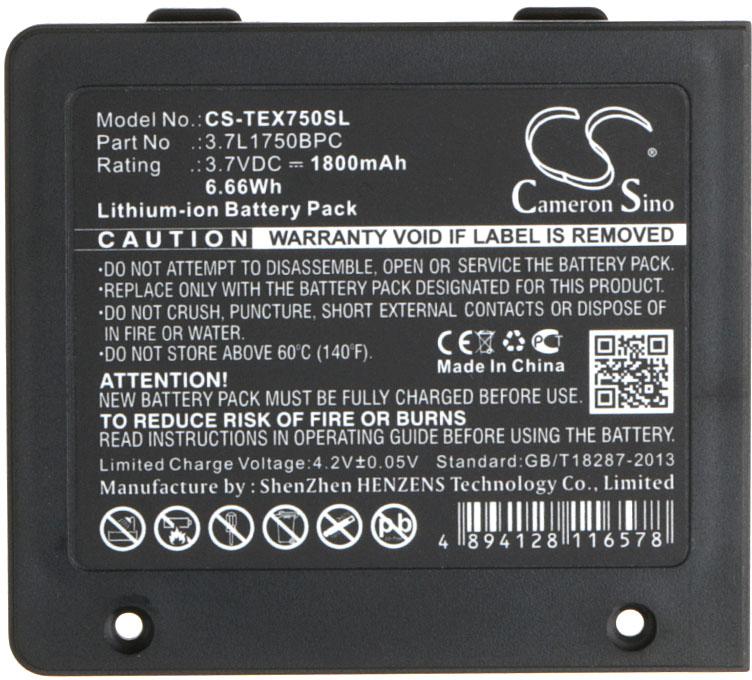 Model No.:CS-TEX750SL
Part No .:3.7L1750BPC
Rating .:3.7VDC ⎓ 1800mAh
6.66Wh
Lithium-ion Battery Pack
CS ®
Cameron Sino
CAUTION WARRANTY VOID IF LABEL IS REMOVED
•DO NOT ATTEMPT TO DISASSEMBLE, OPEN OR SERVICE THE BATTERY PACK.
•REPLACE ONLY WITH THE BATTERY PACK DESIGNATED FOR THIS PRODUCT.
•DO NOT CRUSH, PUNCTURE, SHORT EXTERNAL CONTACTS OR DISPOSE OF
IN FIRE OR WATER.
•DO NOT STORE ABOVE 60°C (140°F).
CE PCT
Made In China
ATTENTION!
NEW BATTERY PACK MUST BE FULLY CHARGED BEFORE USE.
TO REDUCE RISK OF FIRE OR BURNS
READ INSTRUCTIONS IN OPERATING GUIDE BEFORE USING THE BATTERY.
Limited Charge Voltage:4.2V±0.05V Standard:GB/T18287-2013
Manufacture by : ShenZhen HENZENS Technology Co., Limited
pb
4 894128 116578